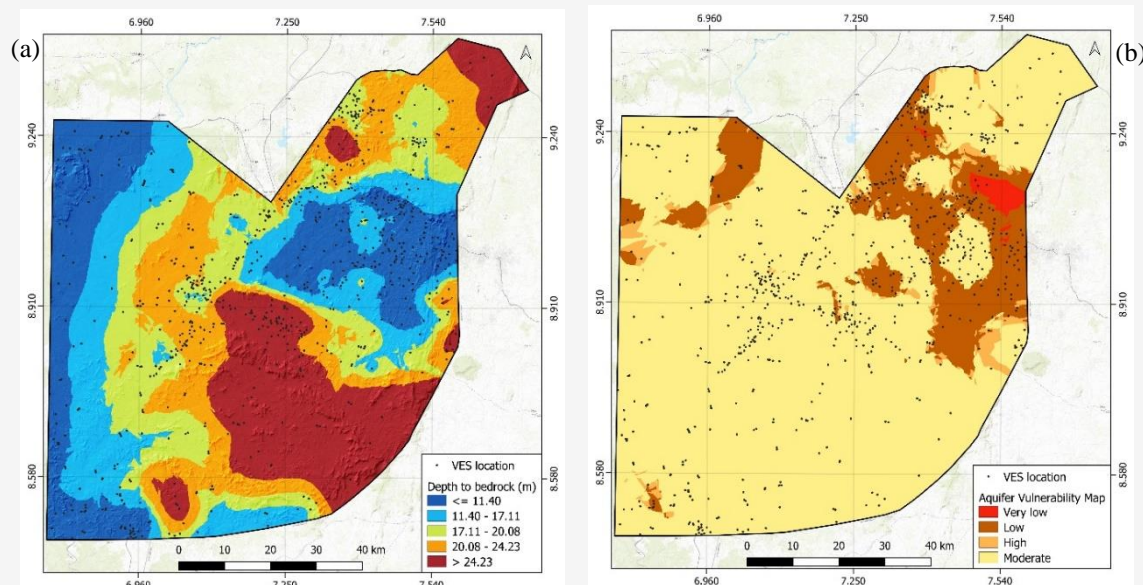 (a)
6.960 7.250 7.540
9.240 9.240
8.910 8.910
8.580 8.580
VES location
Depth to bedrock (m)
<= 11.40
11.40 - 17.11
17.11 - 20.08
20.08 - 24.23
> 24.23
0 10 20 30 40 km
6.960 7.250 7.540
(b)
6.960 7.250 7.540
9.240 9.240
8.910 8.910
8.580 8.580
VES location
Aquifer Vulnerability Map
Very low
Low
High
Moderate
0 10 20 30 40 km
6.960 7.250 7.540